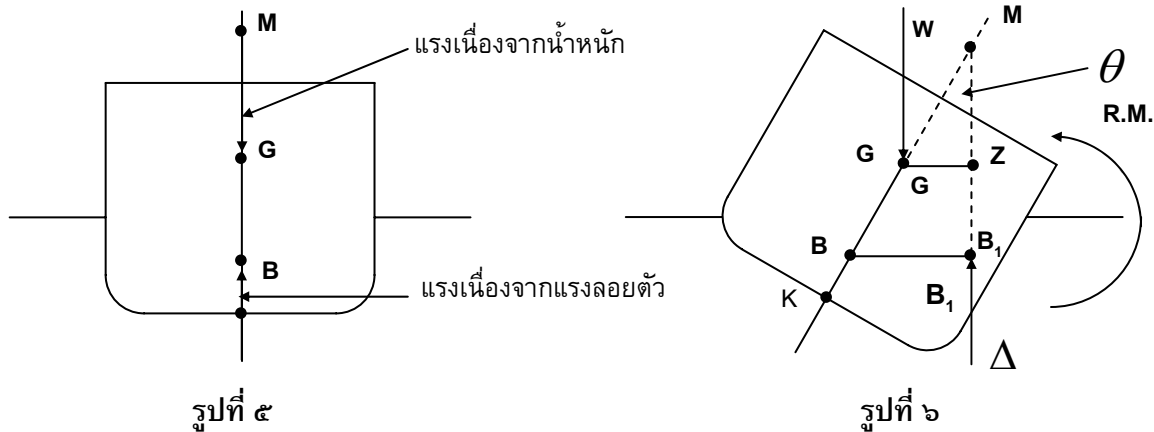 M
แรงเนื่องจากน้ำหนัก
G
B
แรงเนื่องจากแรงลอยตัว
รูปที่ ๕
W
M
θ
R.M.
G
Z
G
B
B₁
K
B₁
Δ
รูปที่ ๖